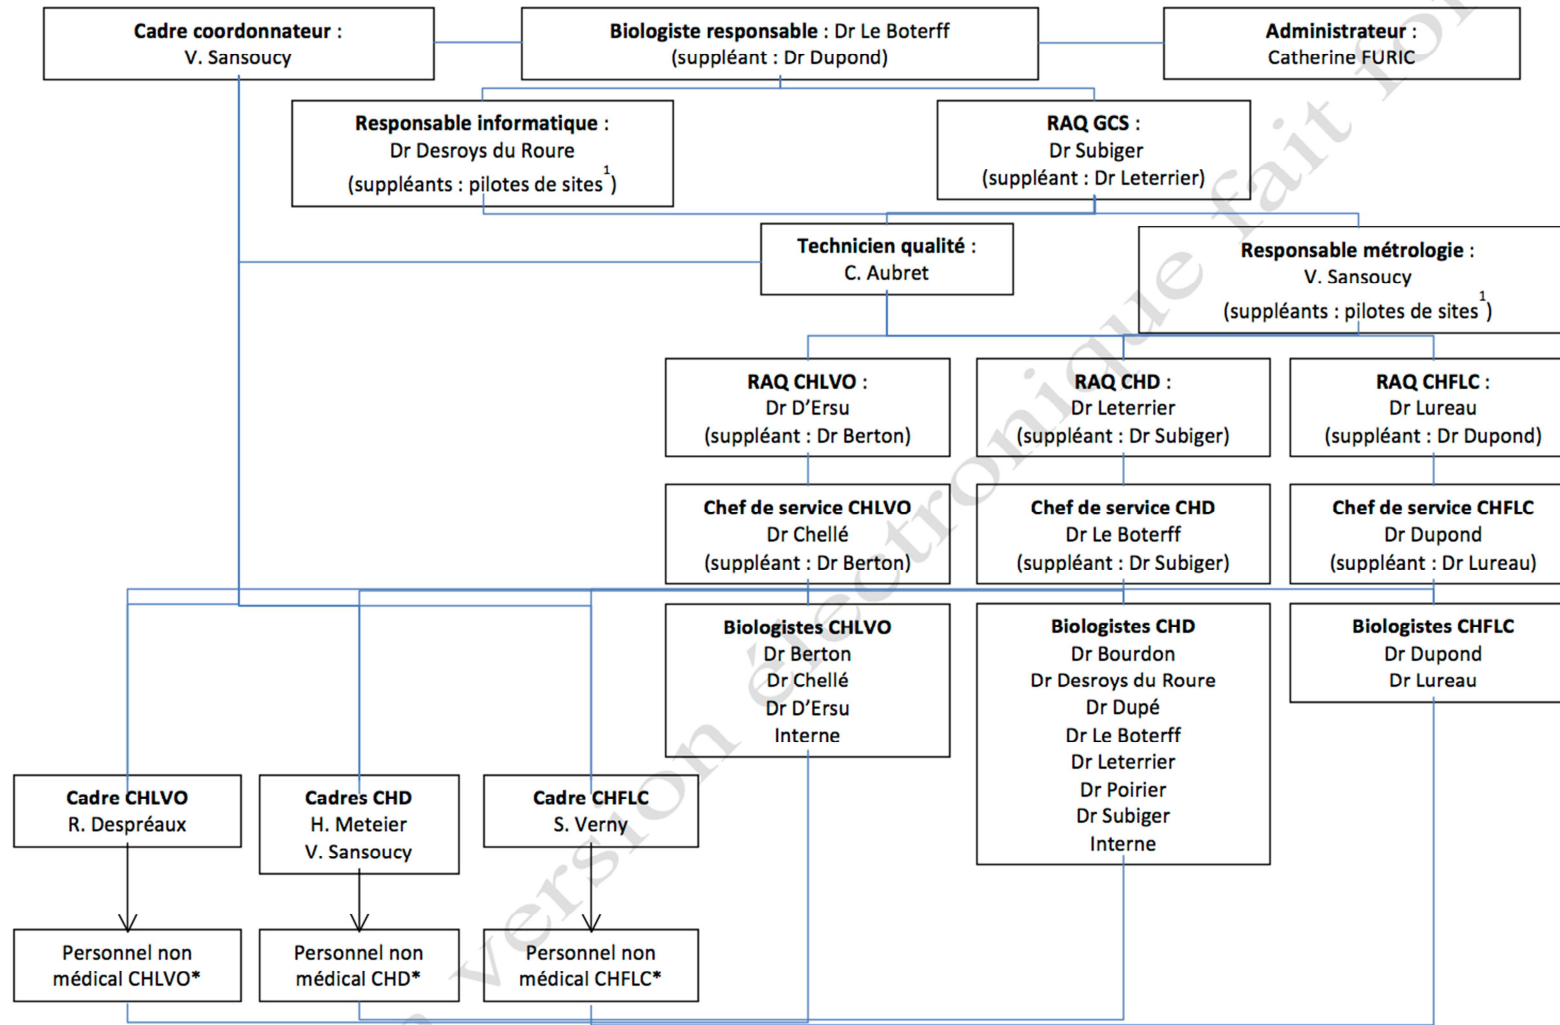 Cadre coordonnateur :
V. Sansoucy
Biologiste responsable : Dr Le Boterff
(suppléant : Dr Dupond)
Administrateur :
Catherine FURIC
Responsable informatique :
Dr Desroys du Roure
(suppléants : pilotes de sites1)
RAQ GCS :
Dr Subiger
(suppléant : Dr Leterrier)
Technicien qualité :
C. Aubret
Responsable métrologie :
V. Sansoucy
(suppléants : pilotes de sites1)
RAQ CHLVO :
Dr D’Ersu
(suppléant : Dr Berton)
RAQ CHD :
Dr Leterrier
(suppléant : Dr Subiger)
RAQ CHFLC :
Dr Lureau
(suppléant : Dr Dupond)
Chef de service CHLVO
Dr Chellé
(suppléant : Dr Berton)
Chef de service CHD
Dr Le Boterff
(suppléant : Dr Subiger)
Chef de service CHFLC
Dr Dupond
(suppléant : Dr Lureau)
Biologistes CHLVO
Dr Berton
Dr Chellé
Dr D’Ersu
Interne
Biologistes CHD
Dr Bourdon
Dr Desroys du Roure
Dr Dupé
Dr Le Boterff
Dr Leterrier
Dr Poirier
Dr Subiger
Interne
Biologistes CHFLC
Dr Dupond
Dr Lureau
Cadre CHLVO
R. Despréaux
Cadres CHD
H. Meteier
V. Sansoucy
Cadre CHFLC
S. Verny
Personnel non
médical CHLVO*
Personnel non
médical CHD*
Personnel non
médical CHFLC*
version électronique fait